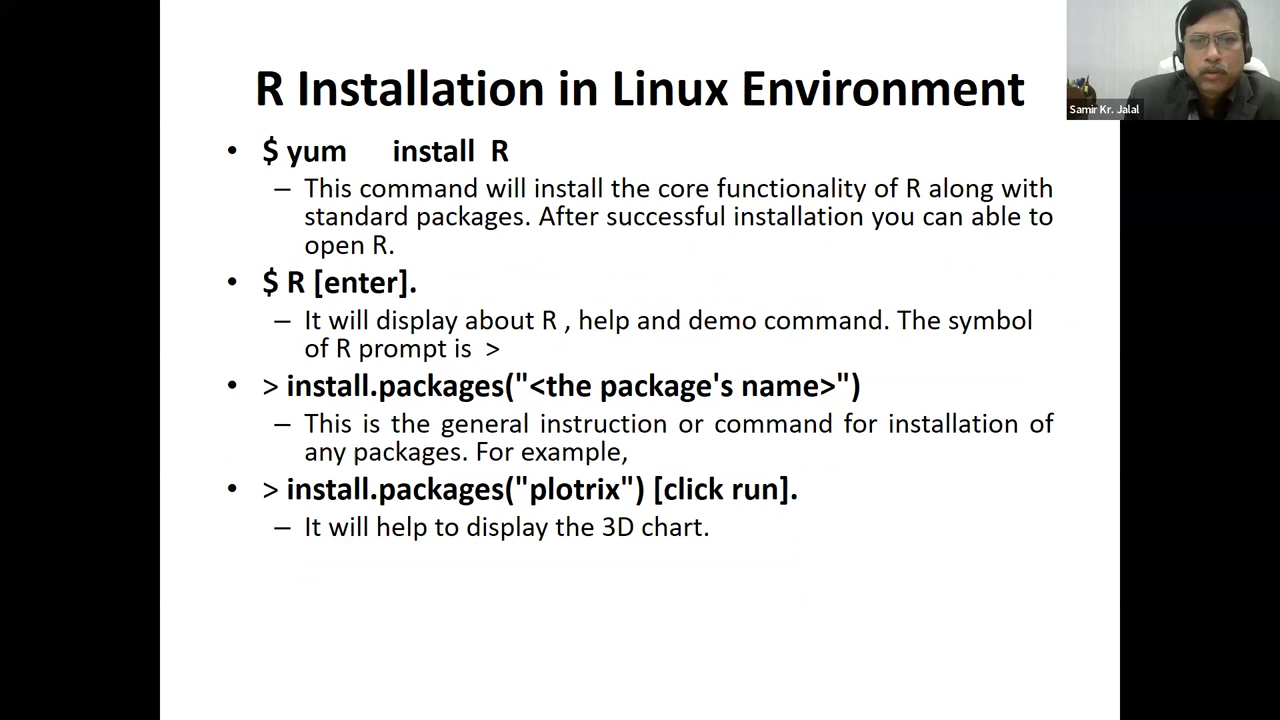 R Installation in Linux Environment
Samir Kr. Jalal
• $ yum install R
– This command will install the core functionality of R along with
standard packages. After successful installation you can able to
open R.
• $ R [enter].
– It will display about R , help and demo command. The symbol
of R prompt is >
• > install.packages("<the package's name>")
– This is the general instruction or command for installation of
any packages. For example,
• > install.packages("plotrix") [click run].
– It will help to display the 3D chart.